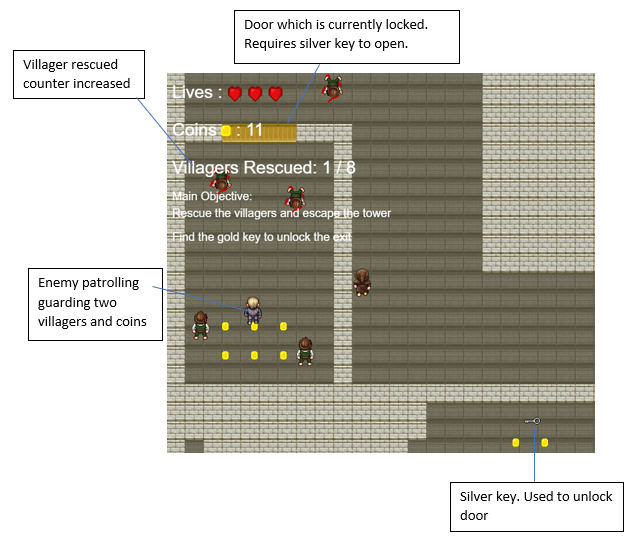 Door which is currently locked.
Requires silver key to open.
Villager rescued
counter increased
Lives :
Coins : 11
Villagers Rescued: 1 / 8
Main Objective:
Rescue the villagers and escape the tower
Find the gold key to unlock the exit
Enemy patrolling
guarding two
villagers and coins
Silver key. Used to unlock
door